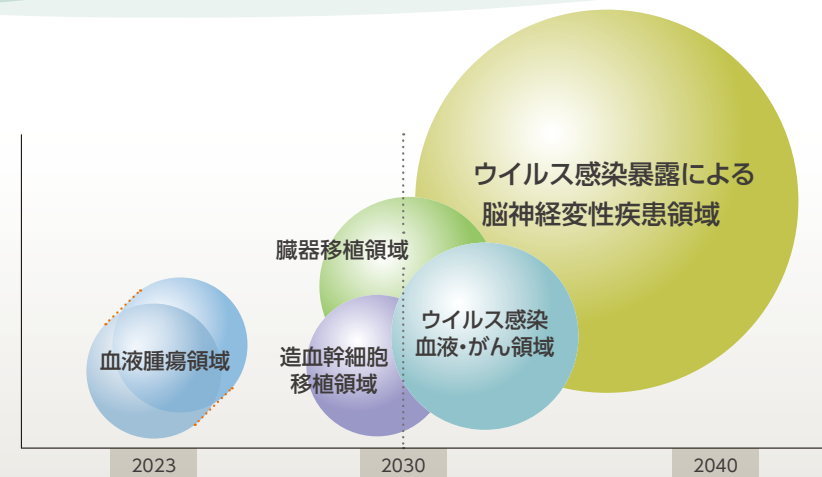 ウイルス感染暴露による
脳神経変性疾患領域
臓器移植領域
ウイルス感染
血液・がん領域
造血幹細胞
移植領域
血液腫瘍領域
2023
2030
2040